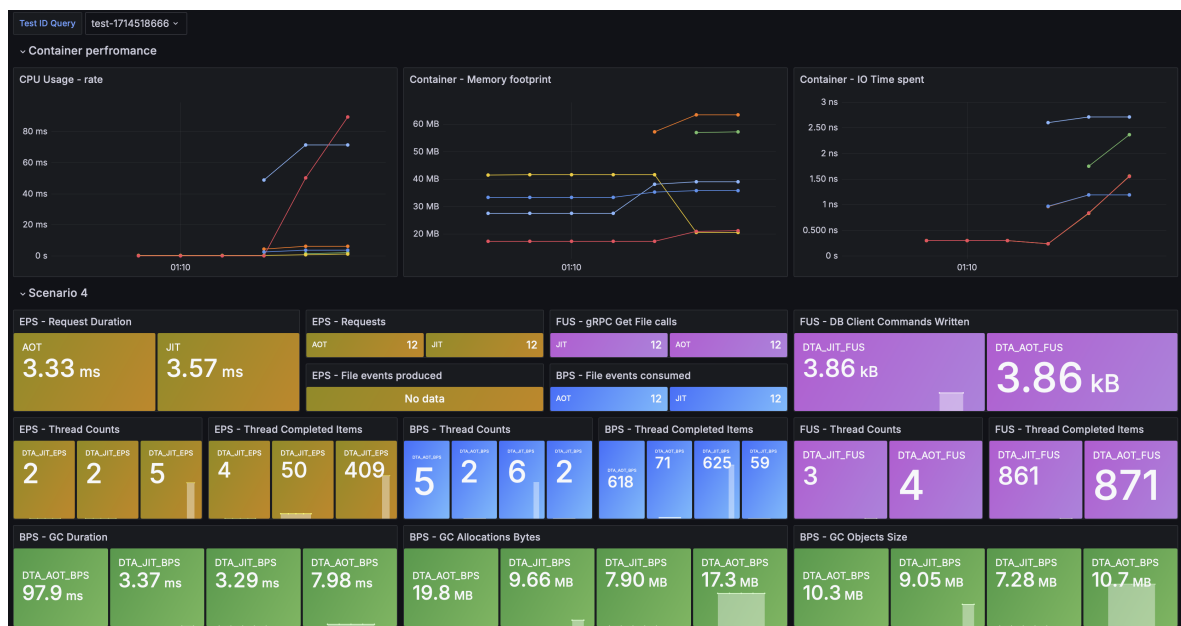 Test ID Query test-1714518666
Container perfromance
CPU Usage - rate
80 ms
60 ms
40 ms
20 ms
0 s
01:10
Container - Memory footprint
60 MB
50 MB
40 MB
30 MB
20 MB
01:10
Container - IO Time spent
3 ns
2.50 ns
2 ns
1.50 ns
1 ns
0.500 ns
0 s
01:10
Scenario 4
EPS - Request Duration
AOT
3.33 ms
JIT
3.57 ms
EPS - Requests
AOT 12
JIT 12
EPS - File events produced
No data
FUS - gRPC Get File calls
JIT 12
AOT 12
BPS - File events consumed
AOT 12
JIT 12
FUS - DB Client Commands Written
DTA_JIT_FUS
3.86 kB
DTA_AOT_FUS
3.86 kB
EPS - Thread Counts
DTA_JIT_EPS
2
DTA_JIT_EPS
2
DTA_JIT_EPS
5
EPS - Thread Completed Items
DTA_JIT_EPS
4
DTA_JIT_EPS
50
DTA_JIT_EPS
409
BPS - Thread Counts
DTA_AOT_BPS
5
DTA_AOT_BPS
2
DTA_JIT_BPS
6
DTA_JIT_BPS
2
BPS - Thread Completed Items
DTA_AOT_BPS
618
DTA_AOT_BPS
71
DTA_JIT_BPS
625
DTA_JIT_BPS
59
FUS - Thread Counts
DTA_JIT_FUS
3
DTA_AOT_FUS
4
FUS - Thread Completed Items
DTA_JIT_FUS
861
DTA_AOT_FUS
871
BPS - GC Duration
DTA_AOT_BPS
97.9 ms
DTA_JIT_BPS
3.37 ms
DTA_JIT_BPS
3.29 ms
DTA_AOT_BPS
7.98 ms
BPS - GC Allocations Bytes
DTA_AOT_BPS
19.8 MB
DTA_JIT_BPS
9.66 MB
DTA_JIT_BPS
7.90 MB
DTA_AOT_BPS
17.3 MB
BPS - GC Objects Size
DTA_AOT_BPS
10.3 MB
DTA_JIT_BPS
9.05 MB
DTA_JIT_BPS
7.28 MB
DTA_AOT_BPS
10.7 MB